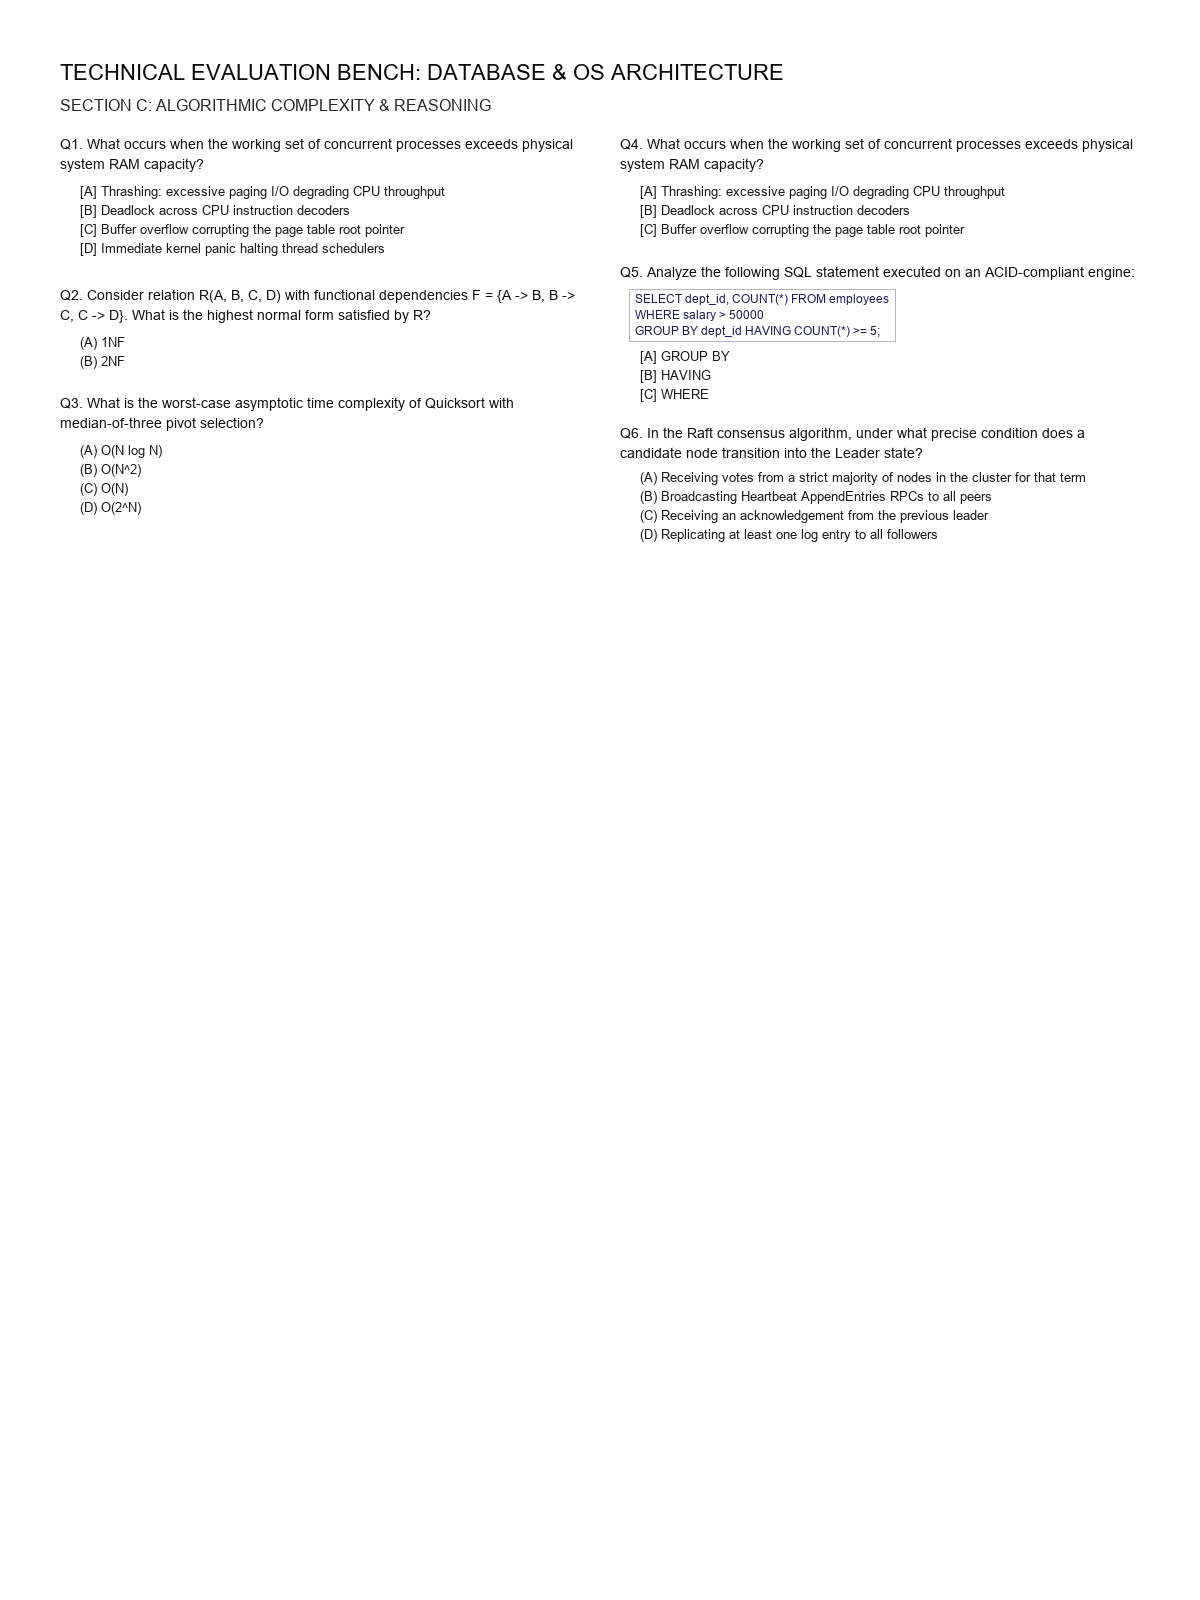 TECHNICAL EVALUATION BENCH: DATABASE & OS ARCHITECTURE
SECTION C: ALGORITHMIC COMPLEXITY & REASONING
Q1. What occurs when the working set of concurrent processes exceeds physical
system RAM capacity?
[A] Thrashing: excessive paging I/O degrading CPU throughput
[B] Deadlock across CPU instruction decoders
[C] Buffer overflow corrupting the page table root pointer
[D] Immediate kernel panic halting thread schedulers
Q2. Consider relation R(A, B, C, D) with functional dependencies F = {A -> B, B ->
C, C -> D}. What is the highest normal form satisfied by R?
(A) 1NF
(B) 2NF
Q3. What is the worst-case asymptotic time complexity of Quicksort with
median-of-three pivot selection?
(A) O(N log N)
(B) O(N^2)
(C) O(N)
(D) O(2^N)
Q4. What occurs when the working set of concurrent processes exceeds physical
system RAM capacity?
[A] Thrashing: excessive paging I/O degrading CPU throughput
[B] Deadlock across CPU instruction decoders
[C] Buffer overflow corrupting the page table root pointer
Q5. Analyze the following SQL statement executed on an ACID-compliant engine:
SELECT dept_id, COUNT(*) FROM employees
WHERE salary > 50000
GROUP BY dept_id HAVING COUNT(*) >= 5;
[A] GROUP BY
[B] HAVING
[C] WHERE
Q6. In the Raft consensus algorithm, under what precise condition does a
candidate node transition into the Leader state?
(A) Receiving votes from a strict majority of nodes in the cluster for that term
(B) Broadcasting Heartbeat AppendEntries RPCs to all peers
(C) Receiving an acknowledgement from the previous leader
(D) Replicating at least one log entry to all followers